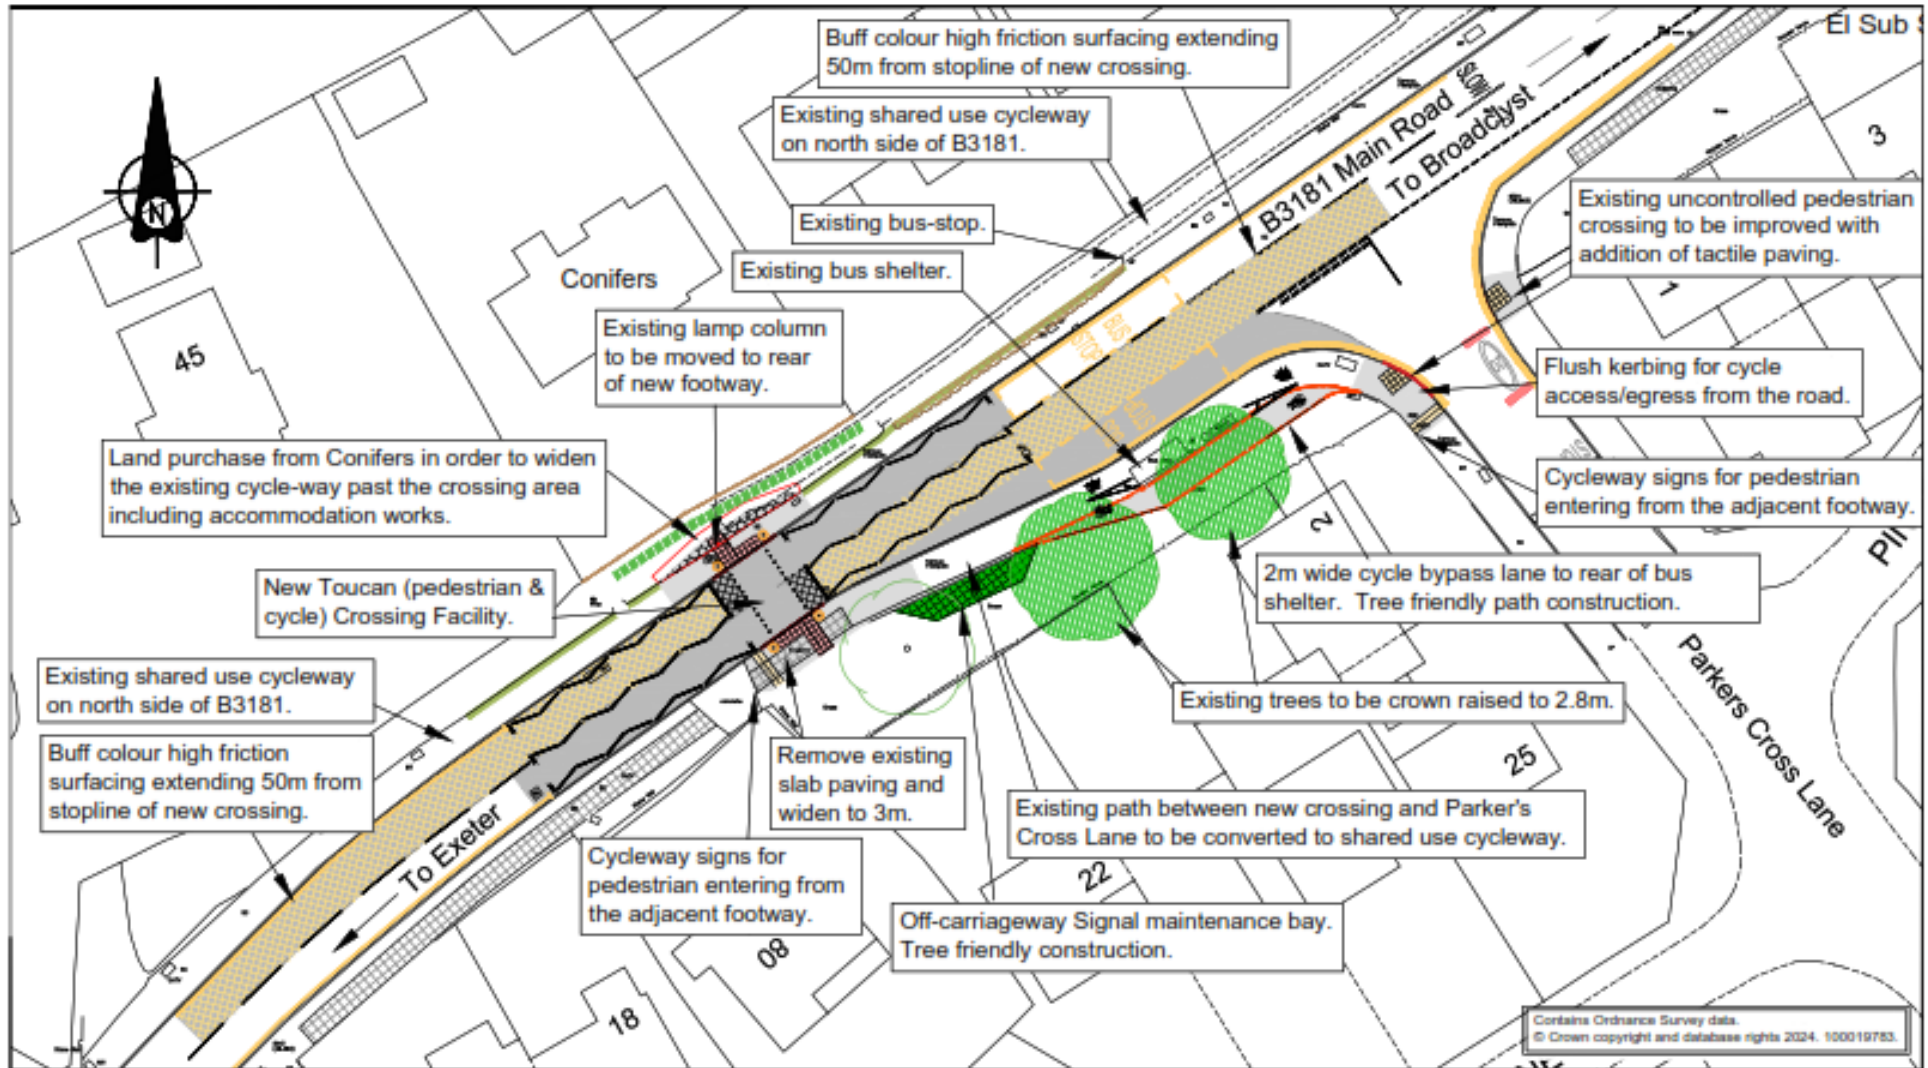 El Sub
Buff colour high friction surfacing extending
50m from stopline of new crossing.
Existing shared use cycleway
on north side of B3181.
Existing bus-stop.
Existing bus shelter.
N
Conifers
45
Existing lamp column
to be moved to rear
of new footway.
B3181 Main Road
To Broadclyst
SLOW
3
Existing uncontrolled pedestrian
crossing to be improved with
addition of tactile paving.
1
BUS
STOP
Flush kerbing for cycle
access/egress from the road.
Land purchase from Conifers in order to widen
the existing cycle-way past the crossing area
including accommodation works.
Cycleway signs for pedestrian
entering from the adjacent footway.
2
New Toucan (pedestrian &
cycle) Crossing Facility.
2m wide cycle bypass lane to rear of bus
shelter. Tree friendly path construction.
Existing shared use cycleway
on north side of B3181.
Existing trees to be crown raised to 2.8m.
Parkers Cross Lane
Buff colour high friction
surfacing extending 50m from
stopline of new crossing.
Remove existing
slab paving and
widen to 3m.
25
Existing path between new crossing and Parker's
Cross Lane to be converted to shared use cycleway.
To Exeter
Cycleway signs for
pedestrian entering from
the adjacent footway.
22
Off-carriageway Signal maintenance bay.
Tree friendly construction.
80
18
Contains Ordnance Survey data.
© Crown copyright and database rights 2024. 100019783.